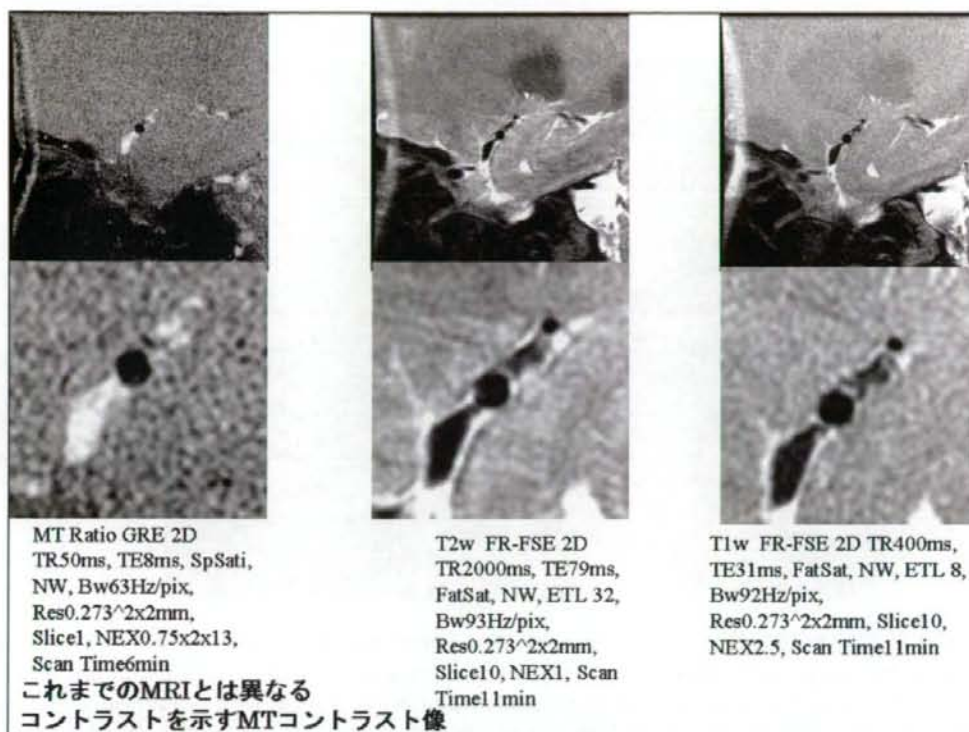 MT Ratio GRE 2D
TR50ms, TE8ms, SpSati,
NW, Bw63Hz/pix,
Res0.273^2x2mm,
Slice1, NEX0.75x2x13,
Scan Time6min
T2w FR-FSE 2D
TR2000ms, TE79ms,
FatSat, NW, ETL 32,
Bw93Hz/pix,
Res0.273^2x2mm,
Slice10, NEX1, Scan
Time11min
T1w FR-FSE 2D TR400ms,
TE31ms, FatSat, NW, ETL 8,
Bw92Hz/pix,
Res0.273^2x2mm, Slice10,
NEX2.5, Scan Time11min
これまでのMRIとは異なる
コントラストを示すMTコントラスト像